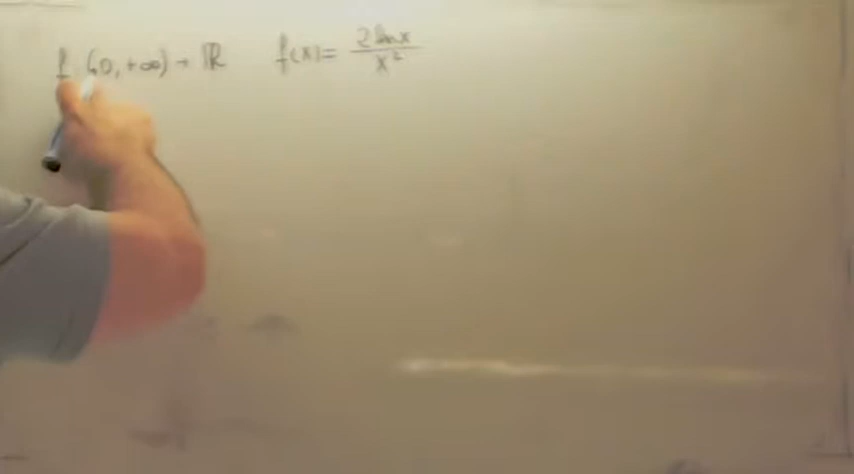 f (0,+∞) → ℝ f(x) = 2 ln x / x²